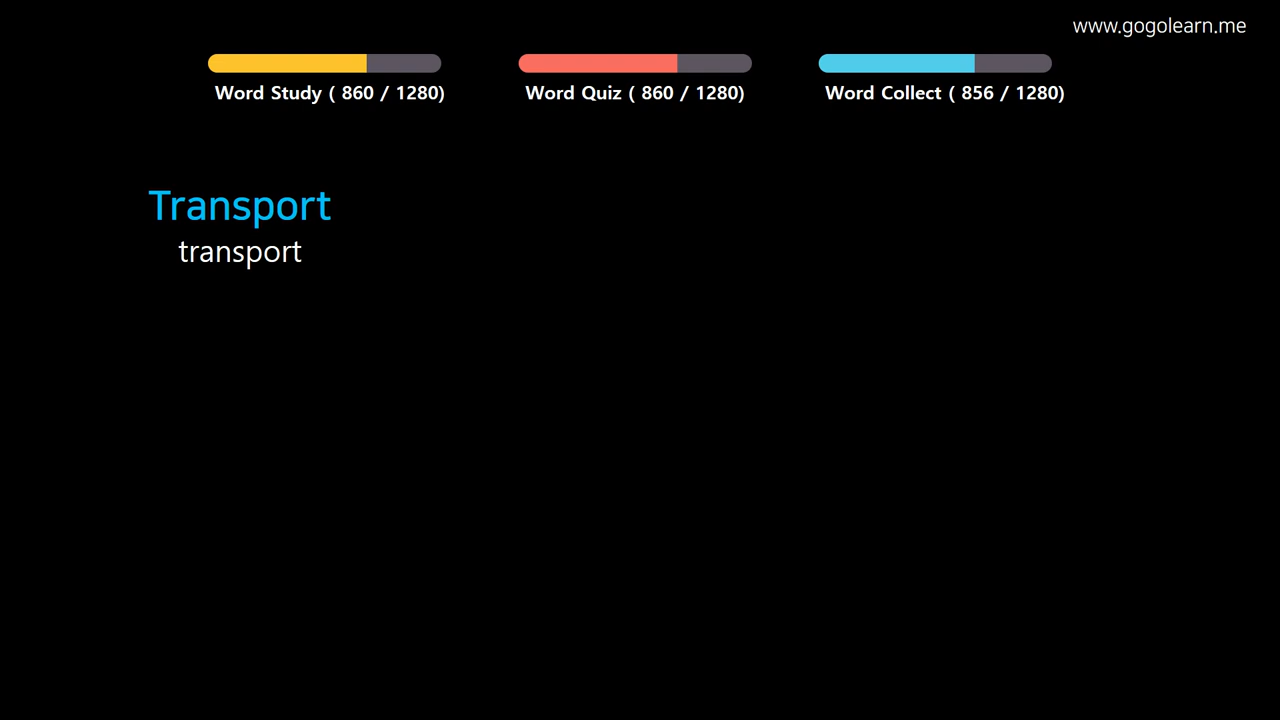 www.gogolearn.me
Word Study ( 860 / 1280)
Word Quiz ( 860 / 1280)
Word Collect ( 856 / 1280)
Transport
transport